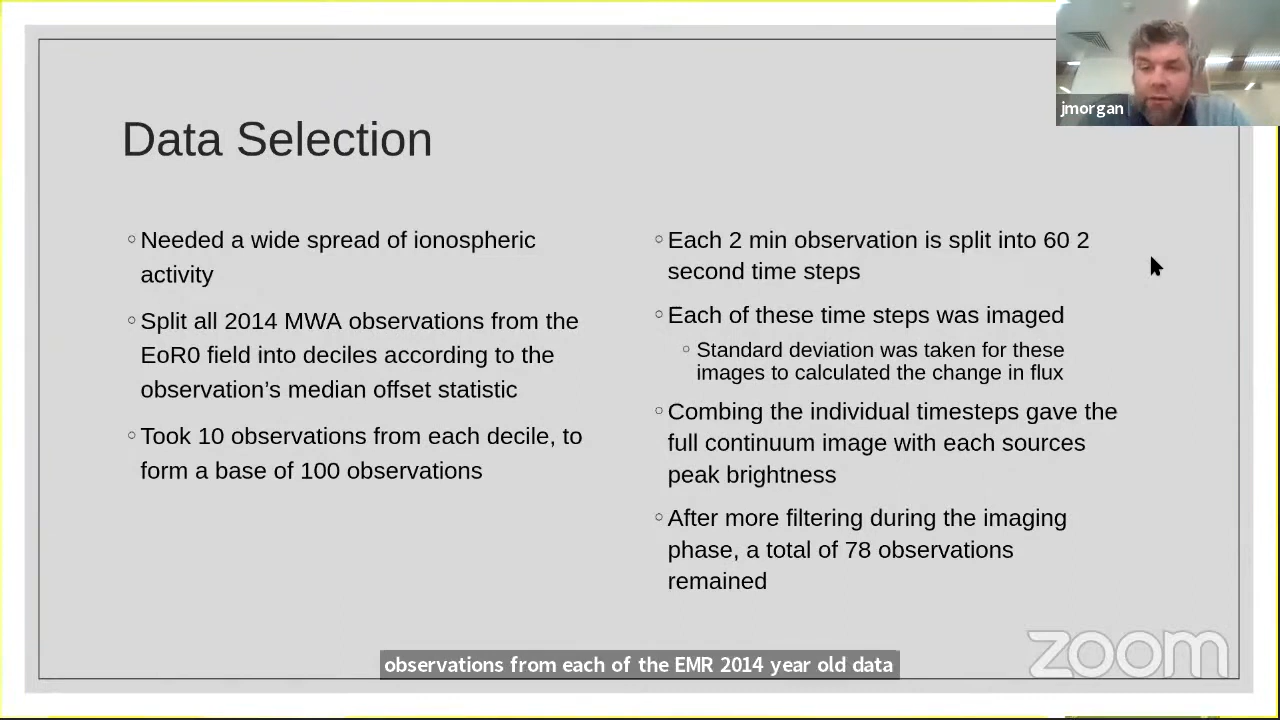 jmorgan
Data Selection
◦ Needed a wide spread of ionospheric
activity
◦ Split all 2014 MWA observations from the
EoR0 field into deciles according to the
observation’s median offset statistic
◦ Took 10 observations from each decile, to
form a base of 100 observations
◦ Each 2 min observation is split into 60 2
second time steps
◦ Each of these time steps was imaged
◦ Standard deviation was taken for these
images to calculated the change in flux
◦ Combing the individual timesteps gave the
full continuum image with each sources
peak brightness
◦ After more filtering during the imaging
phase, a total of 78 observations
remained
observations from each of the EMR 2014 year old data
zoom